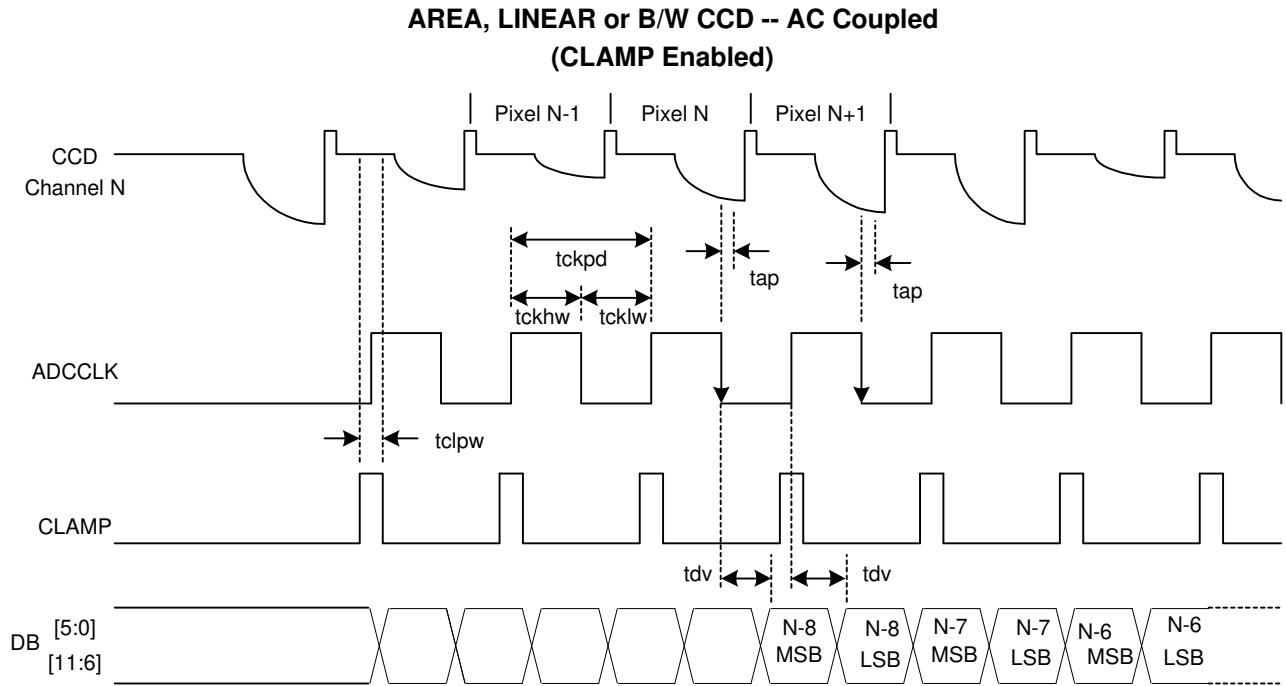 AREA, LINEAR or B/W CCD -- AC Coupled
(CLAMP Enabled)
Pixel N-1
Pixel N
Pixel N+1
CCD
Channel N
tckpd
tap
tap
tckhw
tcklw
ADCCLK
tclpw
CLAMP
tdv
tdv
DB
[5:0]
[11:6]
N-8
MSB
N-8
LSB
N-7
MSB
N-7
LSB
N-6
MSB
N-6
LSB